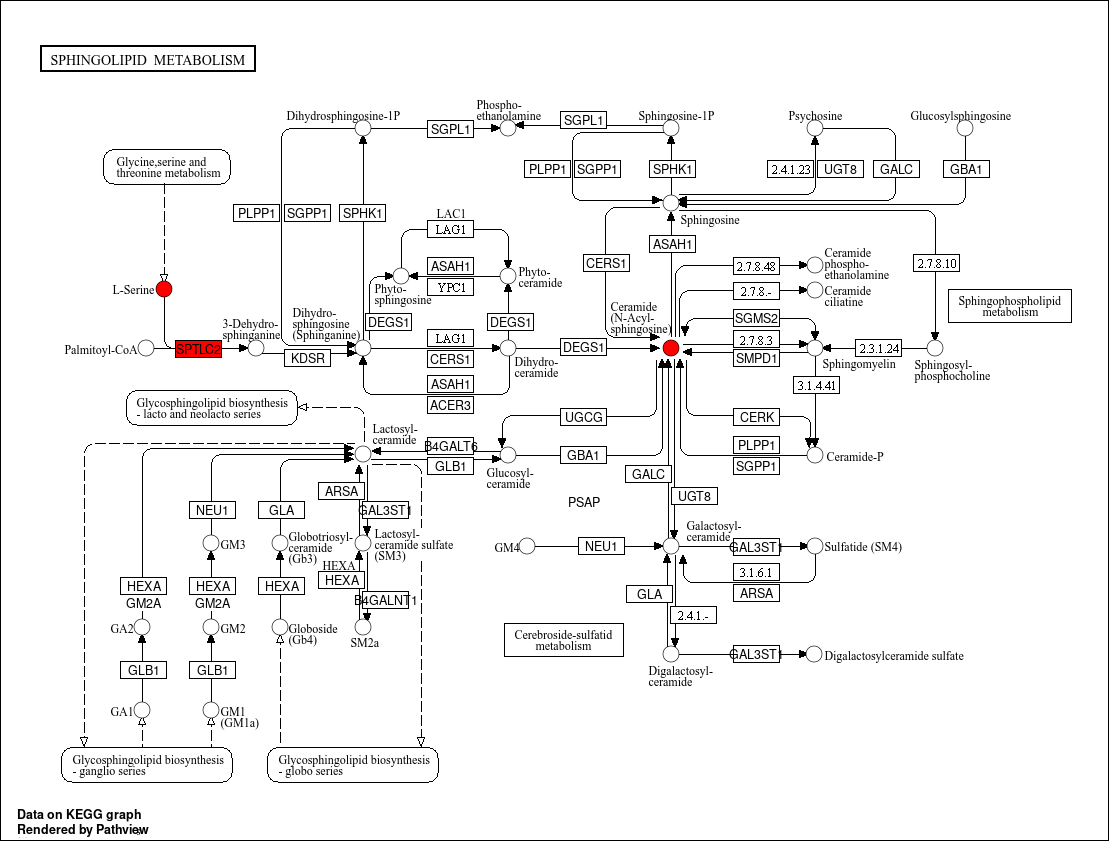 SPHINGOLIPID METABOLISM
Dihydrosphingosine-1P
Phospho-
ethanolamine
Sphingosine-1P
Psychosine
Glucosylsphingosine
SGPL1
SGPL1
Glycine,serine and
threonine metabolism
PLPP1
SGPP1
SPHK1
2.4.1.23
UGT8
GALC
GBA1
PLPP1
SGPP1
SPHK1
LAC1
LAG1
Sphingosine
ASAH1
CERS1
ASAH1
YPC1
Phyto-
sphingosine
Phyto-
ceramide
2.7.8.48
Ceramide
phospho-
ethanolamine
2.7.8.10
2.7.8.-
Ceramide
ciliatine
L-Serine
Sphingophospholipid
metabolism
3-Dehydro-
sphinganine
Dihydro-
sphingosine
(Sphinganine)
DEGS1
DEGS1
Ceramide
(N-Acyl-
sphingosine)
SGMS2
Palmitoyl-CoA
SPTLC2
KDSR
LAG1
CERS1
Dihydro-
ceramide
DEGS1
2.7.8.3
SMPD1
Sphingomyelin
2.3.1.24
Sphingosyl-
phosphocholine
ASAH1
ACER3
3.1.4.41
Glycosphingolipid biosynthesis
- lacto and neolacto series
UGCG
CERK
Lactosyl-
ceramide
B4GALT6
GLB1
Glucosyl-
ceramide
GBA1
PLPP1
SGPP1
Ceramide-P
GALC
UGT8
ARSA
PSAP
NEU1
GLA
GAL3ST1
GM3
Globotriosyl-
ceramide
(Gb3)
Lactosyl-
ceramide sulfate
(SM3)
GM4
NEU1
Galactosyl-
ceramide
GAL3ST1
Sulfatide (SM4)
HEXA
HEXA
GM2A
HEXA
GM2A
HEXA
HEXA
3.1.6.1
ARSA
B4GALNT1
GLA
2.4.1.-
GA2
GM2
Globoside
(Gb4)
SM2a
Cerebroside-sulfatid
metabolism
GLB1
GLB1
GAL3ST1
Digalactosylceramide sulfate
Digalactosyl-
ceramide
GA1
GM1
(GM1a)
Glycosphingolipid biosynthesis
- ganglio series
Glycosphingolipid biosynthesis
- globo series
Data on KEGG graph
Rendered by Pathview